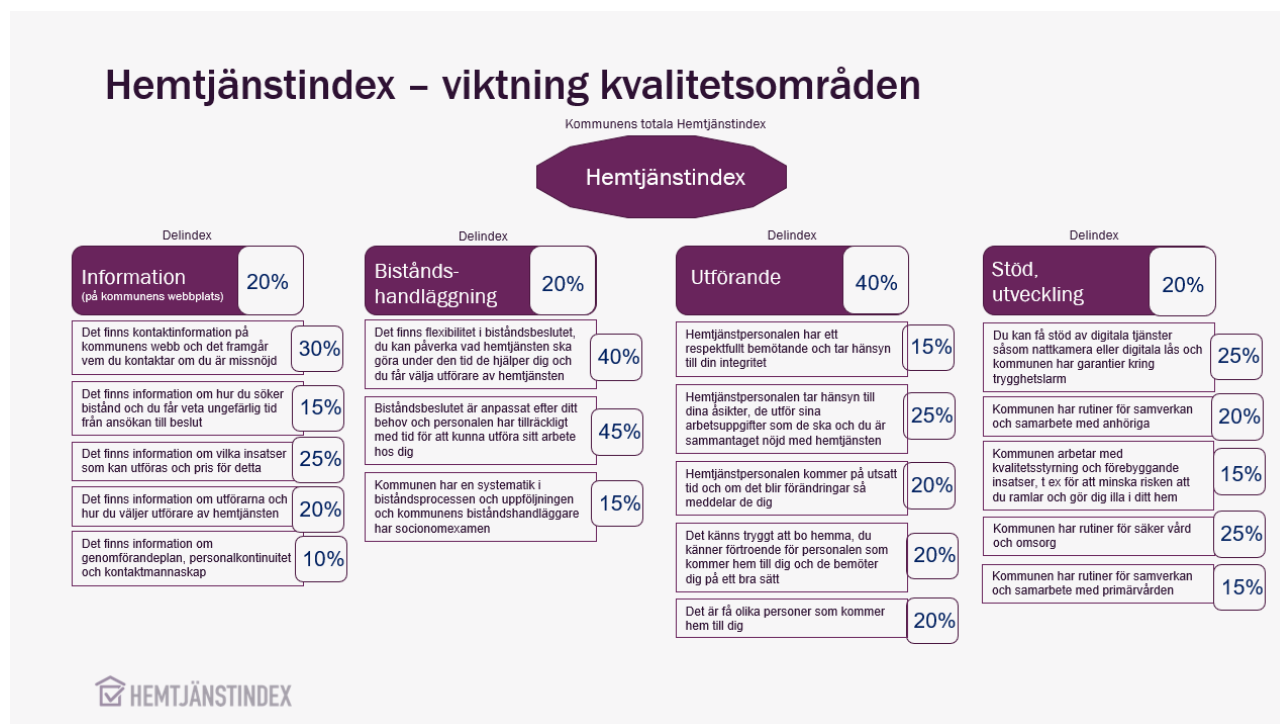 Hemtjänstindex – viktning kvalitetsområden
Kommunens totala Hemtjänstindex
Hemtjänstindex
Delindex
Information
(på kommunens webbplats)
20%
Det finns kontaktinformation på
kommunens webb och det framgår
vem du kontaktar om du är missnöjd
30%
Det finns information om hur du söker
bistånd och du får veta ungefärlig tid
från ansökan till beslut
15%
Det finns information om vilka insatser
som kan utföras och pris för detta
25%
Det finns information om utförarna och
hur du väljer utförare av hemtjänsten
20%
Det finns information om
genomförandeplan, personalkontinuitet
och kontaktmannaskap
10%
Delindex
Bistånds-
handläggning
20%
Det finns flexibilitet i biståndsbeslutet,
du kan påverka vad hemtjänsten ska
göra under den tid de hjälper dig och
du får välja utförare av hemtjänsten
40%
Biståndsbeslutet är anpassat efter ditt
behov och personalen har tillräckligt
med tid för att kunna utföra sitt arbete
hos dig
45%
Kommunen har en systematik i
biståndsprocessen och uppföljningen
och kommunens biståndshandläggare
har socionomexamen
15%
Delindex
Utförande
40%
Hemtjänstpersonalen har ett
respektfullt bemötande och tar hänsyn
till din integritet
15%
Hemtjänstpersonalen tar hänsyn till
dina åsikter, de utför sina
arbetsuppgifter som de ska och du är
sammantaget nöjd med hemtjänsten
25%
Hemtjänstpersonalen kommer på utsatt
tid och om det blir förändringar så
meddelar de dig
20%
Det känns tryggt att bo hemma, du
känner förtroende för personalen som
kommer hem till dig och de bemöter
dig på ett bra sätt
20%
Det är få olika personer som kommer
hem till dig
20%
Delindex
Stöd,
utveckling
20%
Du kan få stöd av digitala tjänster
såsom nattkamera eller digitala lås och
kommunen har garantier kring
trygghetslarm
25%
Kommunen har rutiner för samverkan
och samarbete med anhöriga
20%
Kommunen arbetar med
kvalitetsstyrning och förebyggande
insatser, t ex för att minska risken att
du ramlar och gör dig illa i ditt hem
15%
Kommunen har rutiner för säker vård
och omsorg
25%
Kommunen har rutiner för samverkan
och samarbete med primärvården
15%
HEMTJÄNSTINDEX